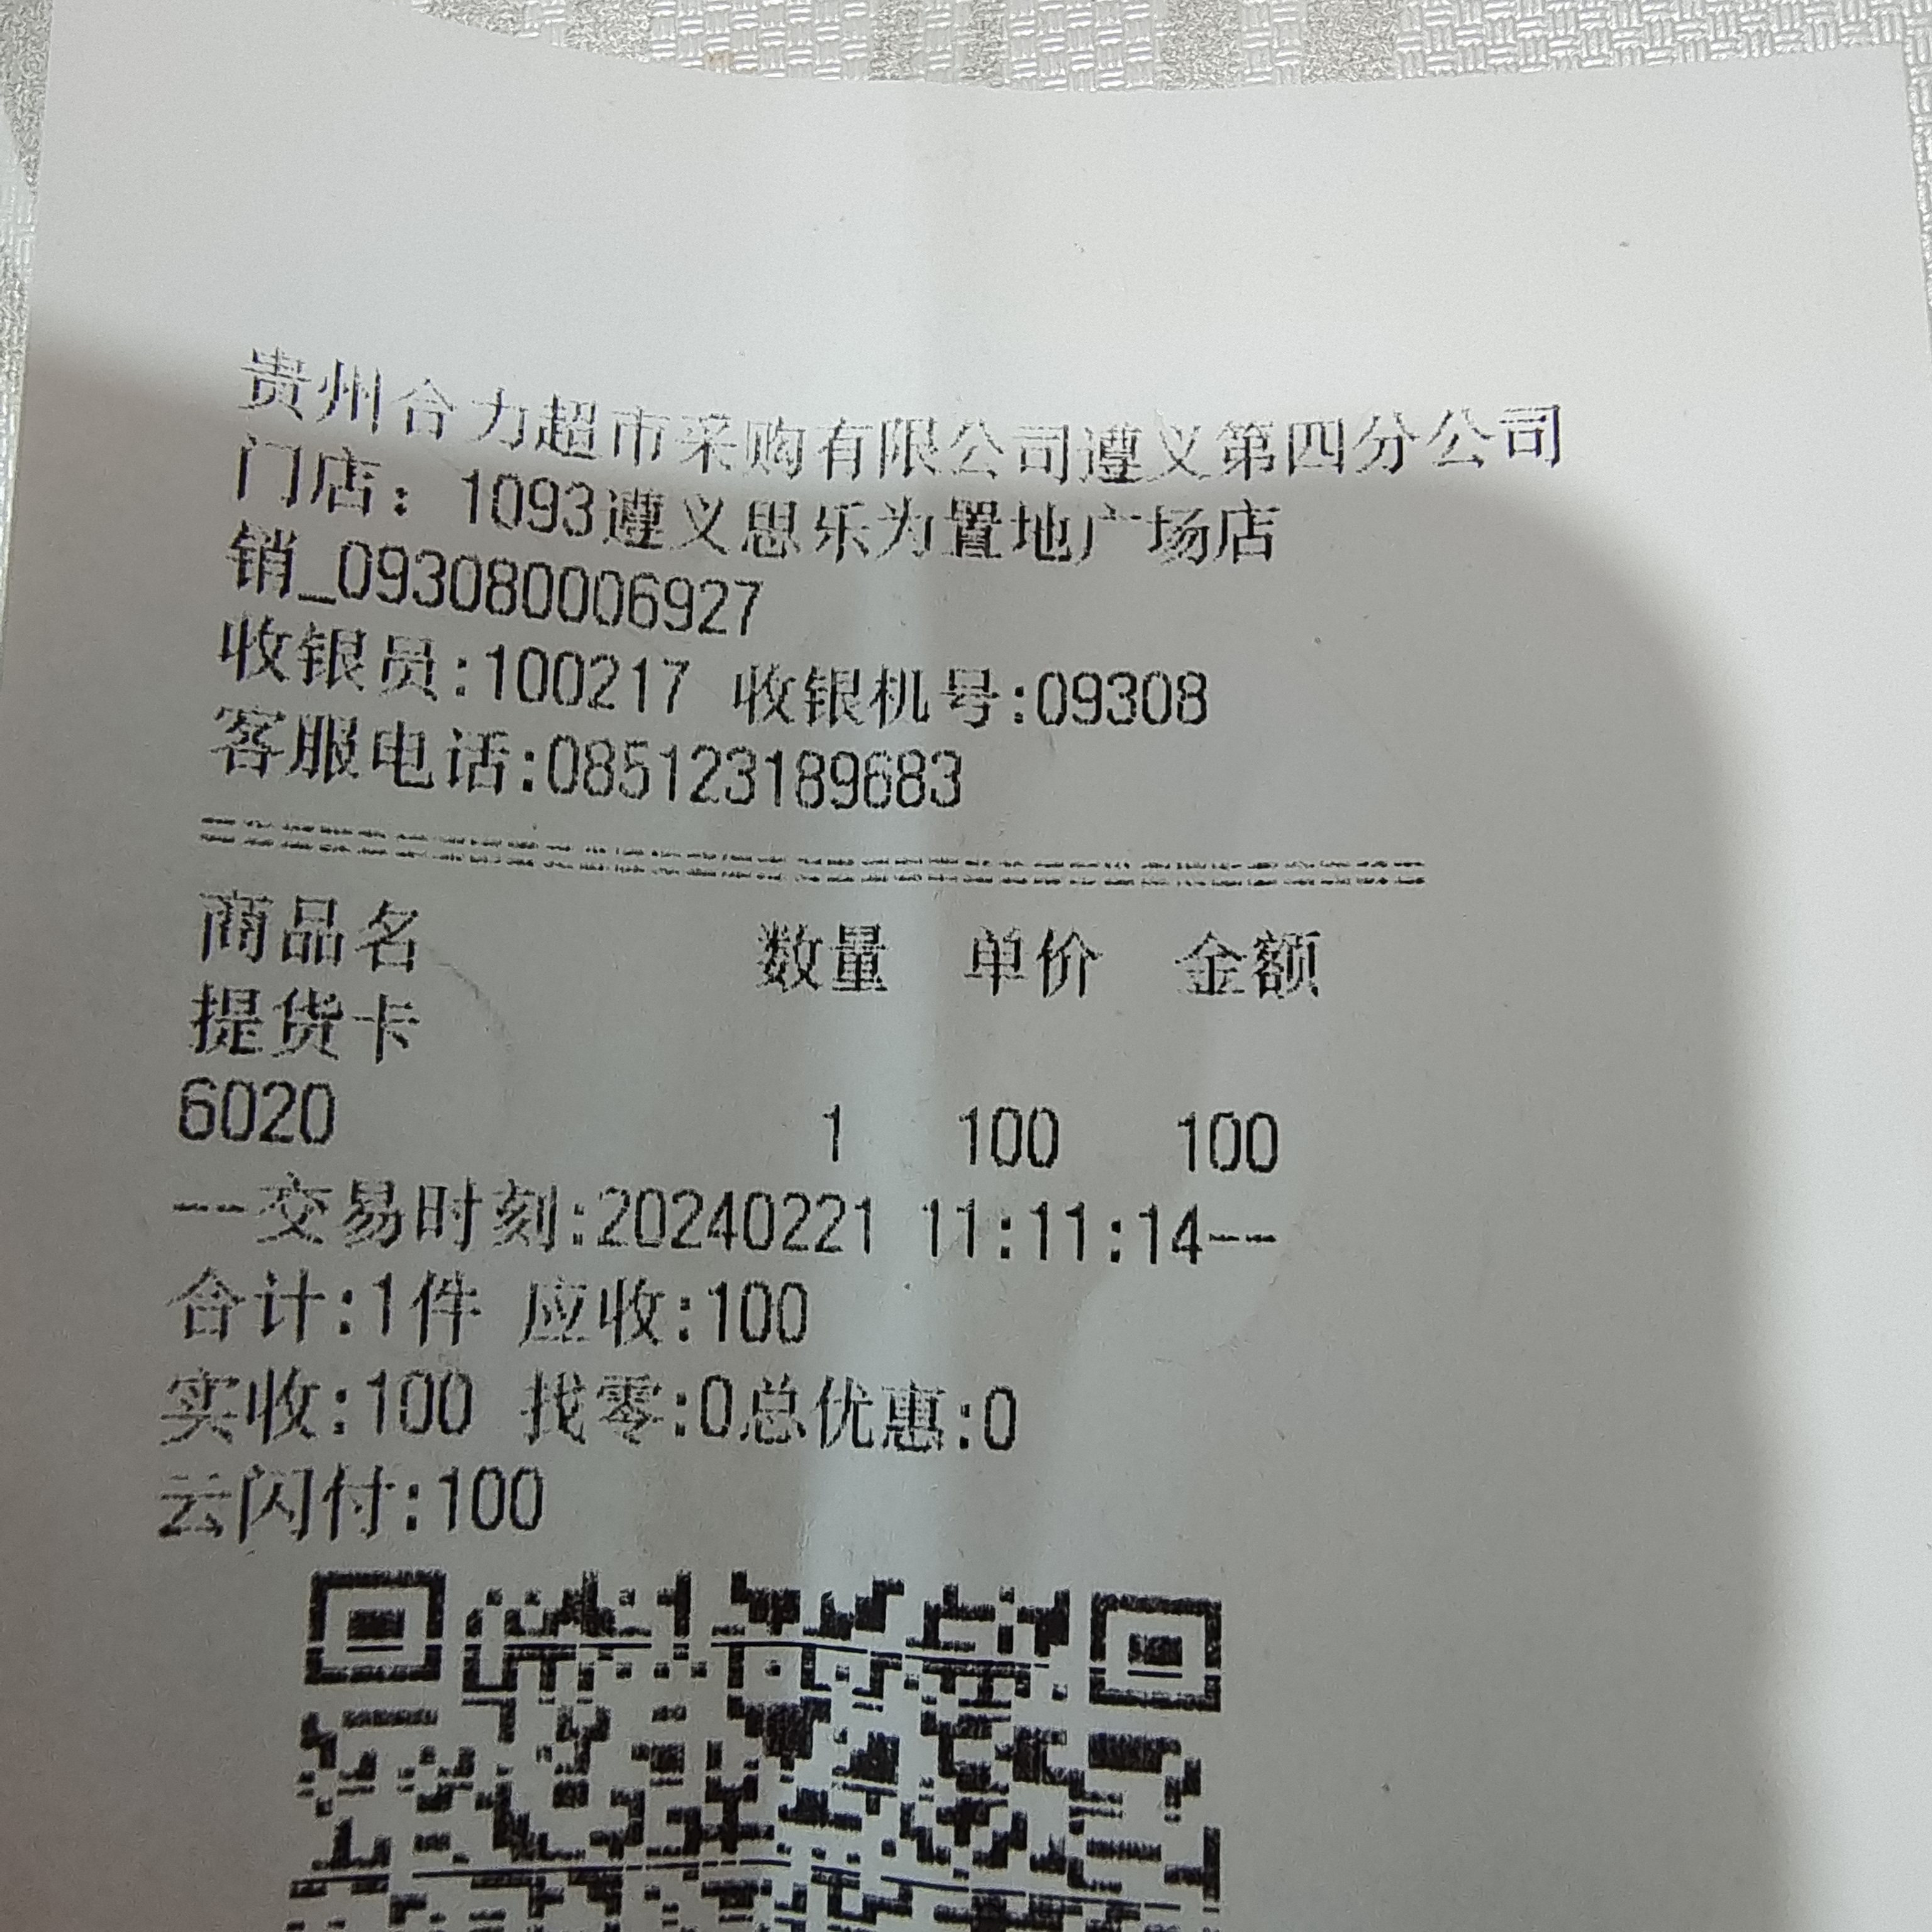 贵州合力超市采购有限公司遵义第四分公司
门店：1093遵义思乐为置地广场店
销_093080006927
收银员:100217 收银机号:09308
客服电话:085123189683
商品名 数量 单价 金额
提货卡
6020 1 100 100
--交易时刻:20240221 11:11:14--
合计:1件 应收:100
实收:100 找零:0总优惠:0
云闪付:100